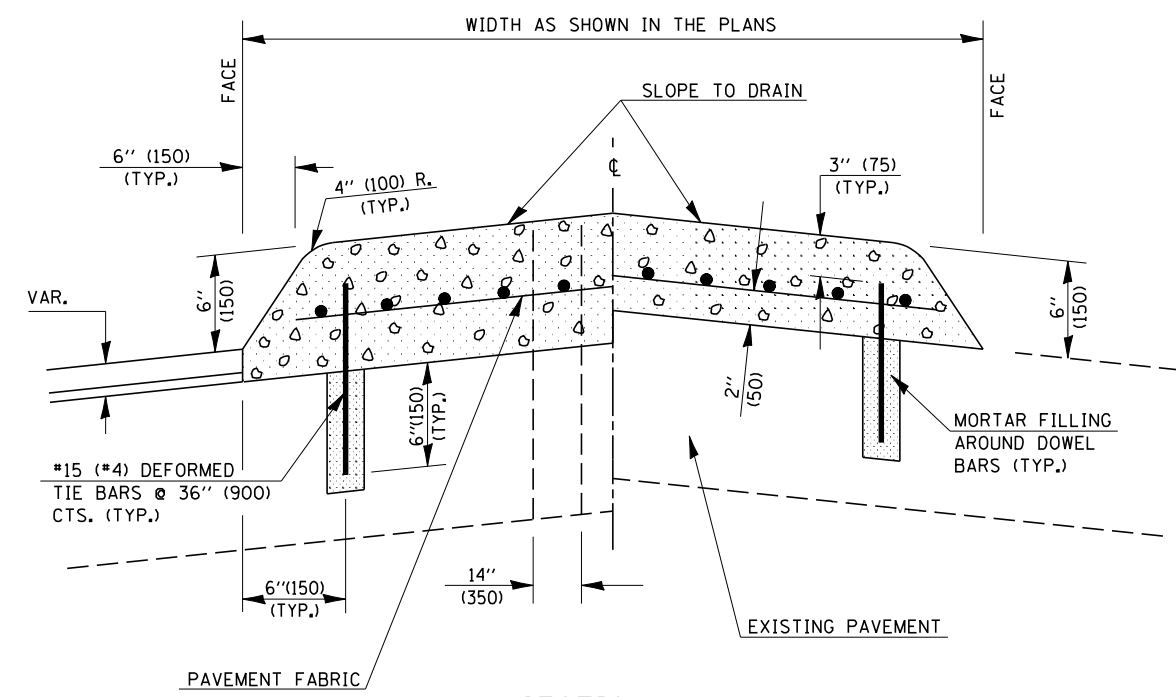 WIDTH AS SHOWN IN THE PLANS
FACE
FACE
SLOPE TO DRAIN
6'' (150)
(TYP.)
4'' (100) R.
(TYP.)
℄
3'' (75)
(TYP.)
VAR.
6''
(150)
6''
(150)
2''
(50)
6''(150)
(TYP.)
MORTAR FILLING
AROUND DOWEL
BARS (TYP.)
#15 (#4) DEFORMED
TIE BARS @ 36'' (900)
CTS. (TYP.)
6''(150)
(TYP.)
14''
(350)
EXISTING PAVEMENT
PAVEMENT FABRIC